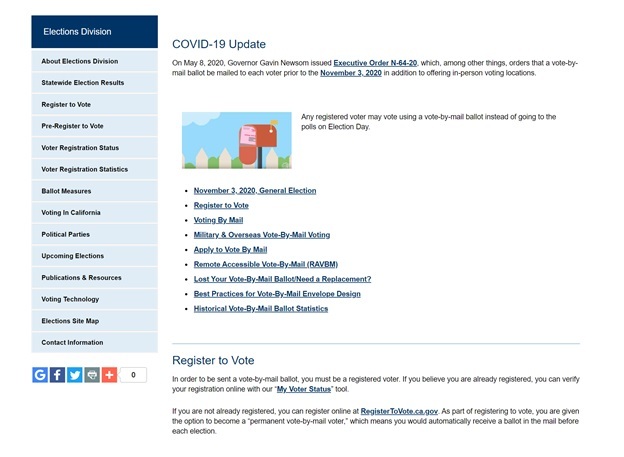 Elections Division
About Elections Division
Statewide Election Results
Register to Vote
Pre-Register to Vote
Voter Registration Status
Voter Registration Statistics
Ballot Measures
Voting In California
Political Parties
Upcoming Elections
Publications & Resources
Voting Technology
Elections Site Map
Contact Information
0
COVID-19 Update
On May 8, 2020, Governor Gavin Newsom issued Executive Order N-64-20, which, among other things, orders that a vote-by-
mail ballot be mailed to each voter prior to the November 3, 2020 in addition to offering in-person voting locations.
Any registered voter may vote using a vote-by-mail ballot instead of going to the
polls on Election Day.
November 3, 2020, General Election
Register to Vote
Voting By Mail
Military & Overseas Vote-By-Mail Voting
Apply to Vote By Mail
Remote Accessible Vote-By-Mail (RAVBM)
Lost Your Vote-By-Mail Ballot/Need a Replacement?
Best Practices for Vote-By-Mail Envelope Design
Historical Vote-By-Mail Ballot Statistics
Register to Vote
In order to be sent a vote-by-mail ballot, you must be a registered voter. If you believe you are already registered, you can verify
your registration online with our “My Voter Status” tool.
If you are not already registered, you can register online at RegisterToVote.ca.gov. As part of registering to vote, you are given
the option to become a “permanent vote-by-mail voter,” which means you would automatically receive a ballot in the mail before
each election.